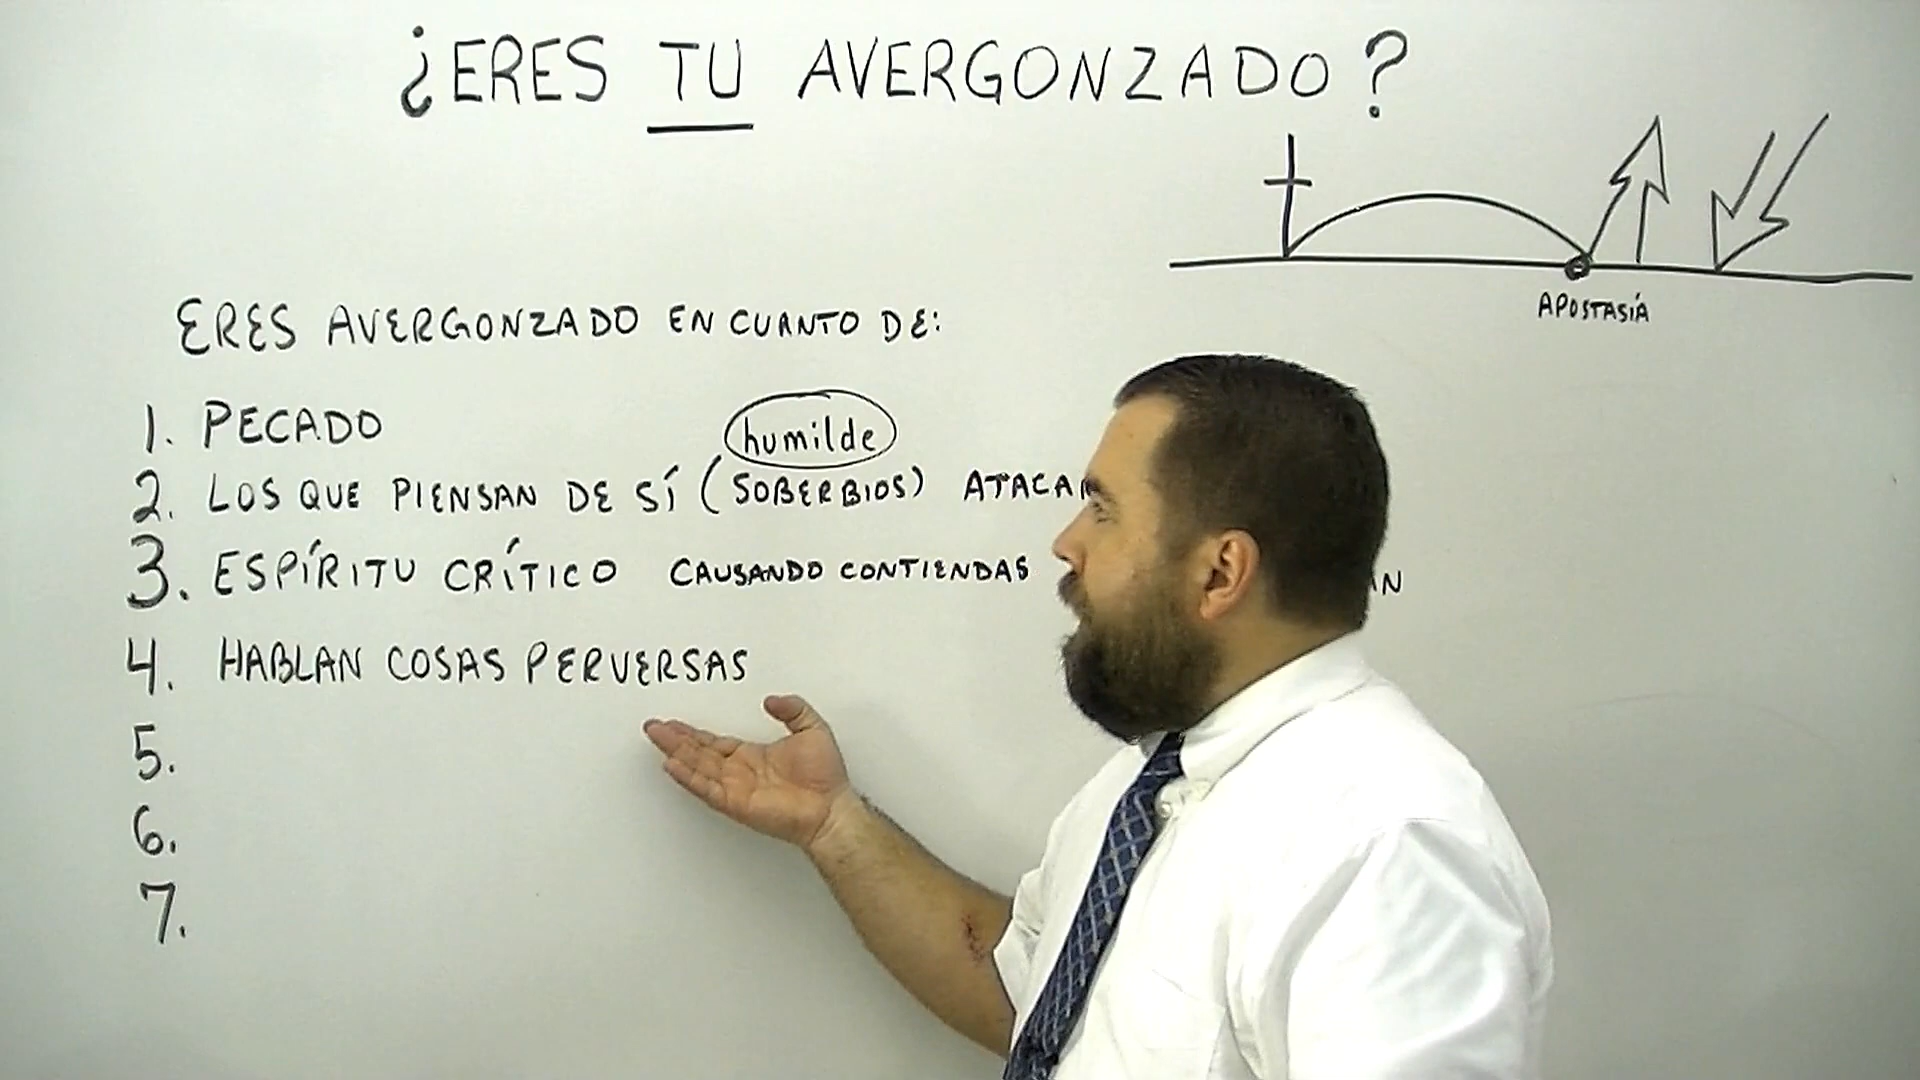 ¿ERES TU AVERGONZADO?
APOSTASÍA
ERES AVERGONZADO EN CUANTO DE:
1. PECADO
humilde
2. LOS QUE PIENSAN DE SÍ (SOBERBIOS)
3. ESPÍRITU CRÍTICO CAUSANDO CONTIENDAS
4. HABLAN COSAS PERVERSAS
5.
6.
7.